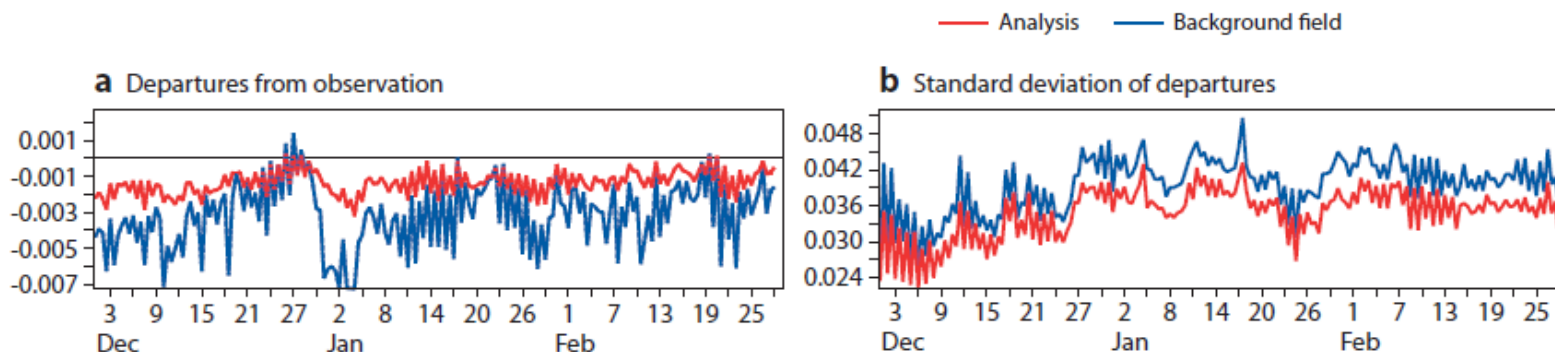 Analysis Background field
a Departures from observation
0.001
-0.001
-0.003
-0.005
-0.007
3 9 15 21 27 2 8 14 20 26 1 7 13 19 25
Dec Jan Feb
b Standard deviation of departures
0.048
0.042
0.036
0.030
0.024
3 9 15 21 27 2 8 14 20 26 1 7 13 19 25
Dec Jan Feb